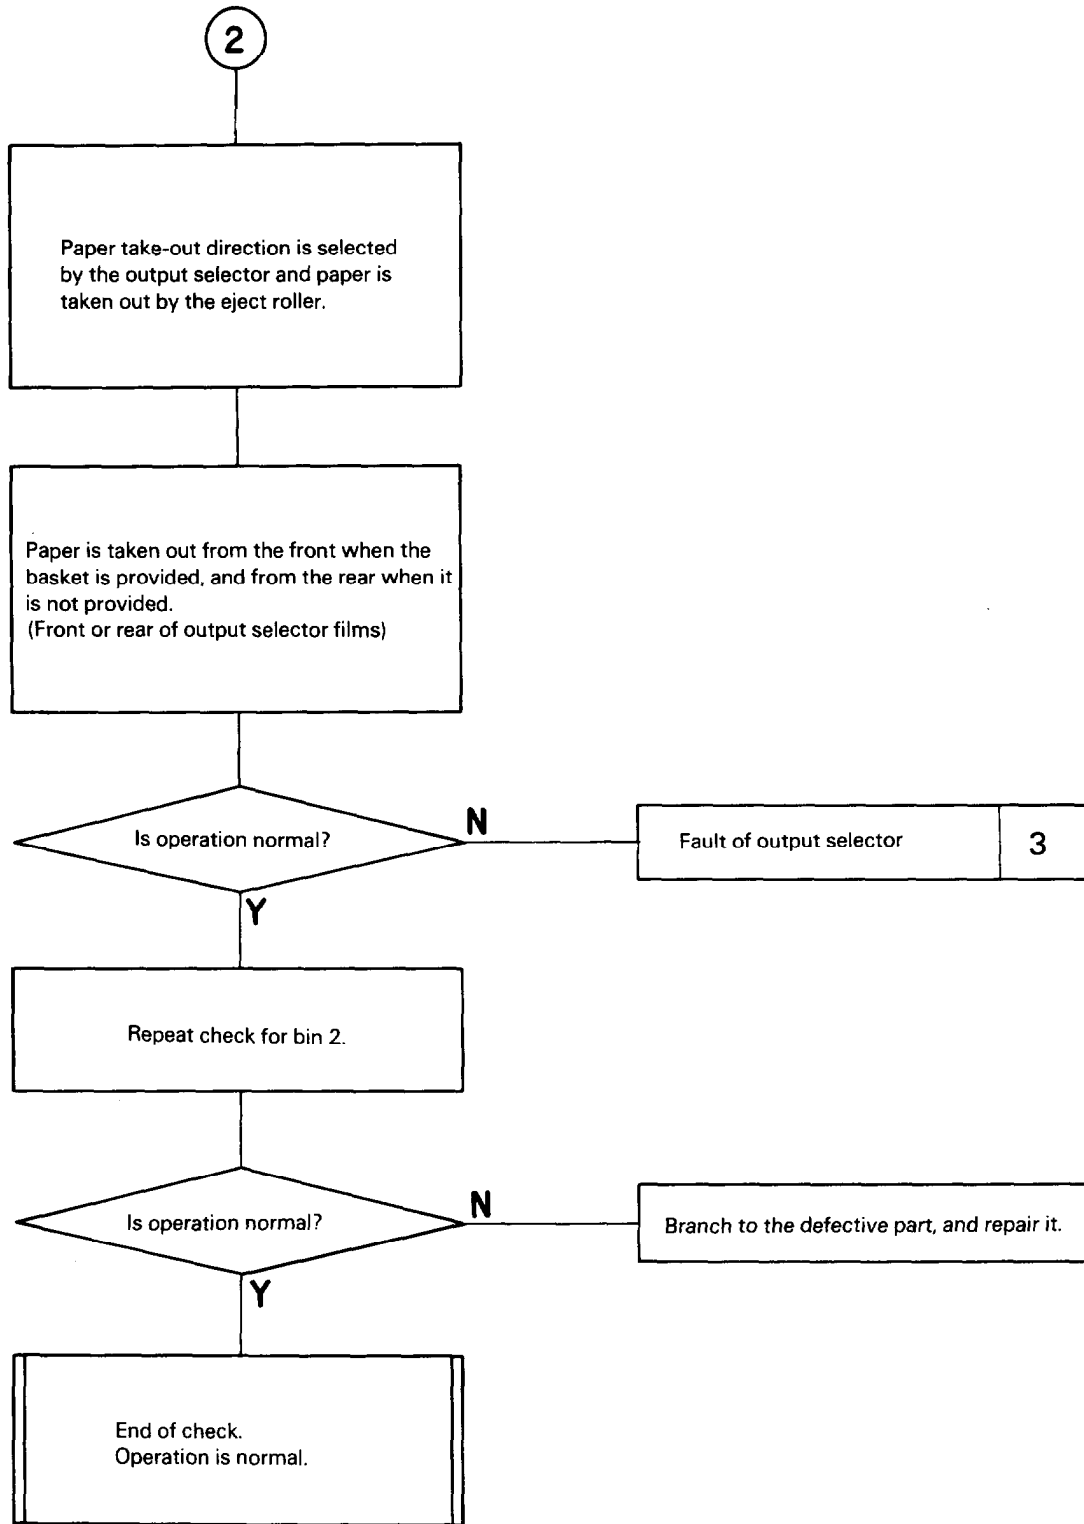 2
Paper take-out direction is selected
by the output selector and paper is
taken out by the eject roller.
Paper is taken out from the front when the
basket is provided, and from the rear when it
is not provided.
(Front or rear of output selector films)
Is operation normal?
N
Fault of output selector
3
Y
Repeat check for bin 2.
Is operation normal?
N
Branch to the defective part, and repair it.
Y
End of check.
Operation is normal.